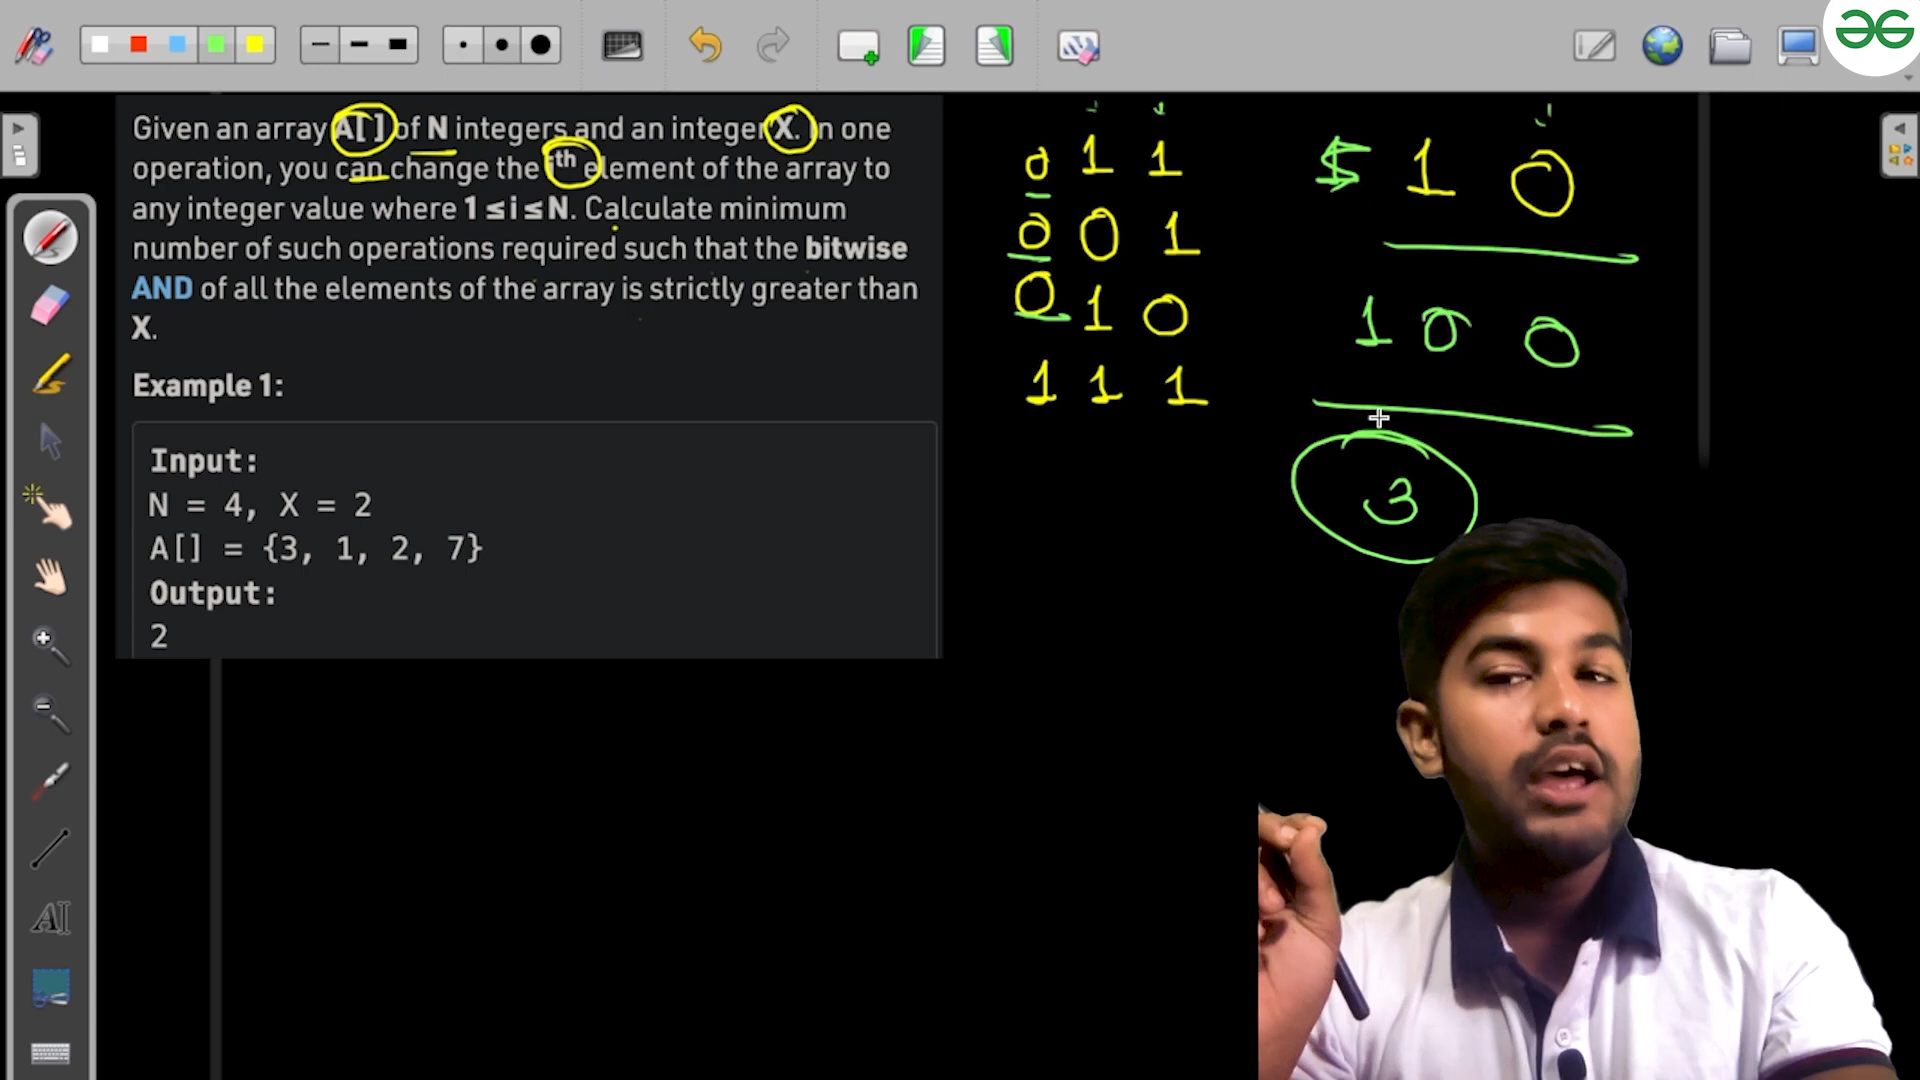 Given an array A[] of N integers and an integer X. In one
operation, you can change the ith element of the array to
any integer value where 1 ≤ i ≤ N. Calculate minimum
number of such operations required such that the bitwise
AND of all the elements of the array is strictly greater than
X.
Example 1:
Input:
N = 4, X = 2
A[] = {3, 1, 2, 7}
Output:
2
0 1 1
0 0 1
0 1 0
1 1 1
1 0
1 0 0
3
AI